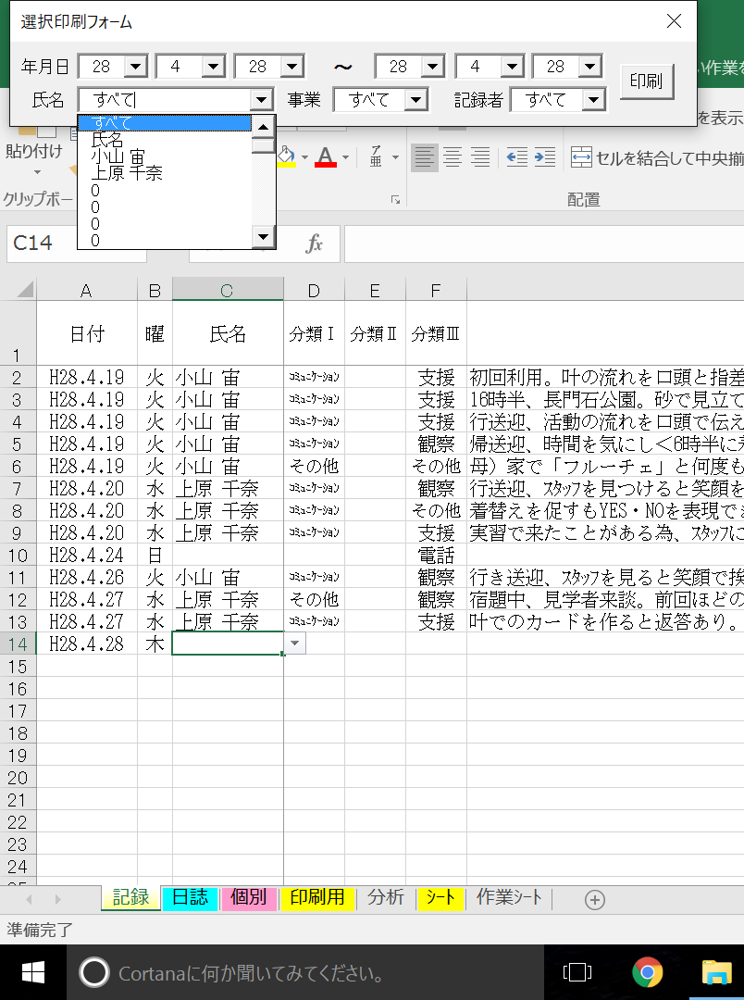 選択印刷フォーム
い作業を
年月日 28 4 28 ～ 28 4 28
印刷
氏名 すべて 事業 すべて 記録者 すべて
すべて
氏名
小山 宙
上原 千奈
0
0
0
0
貼り付け
クリップボー
A
ア
亜
を表示
セルを結合して中央揃
配置
C14
fx
A B C D E F
1 日付 曜 氏名 分類Ⅰ 分類Ⅱ 分類Ⅲ
2 H28.4.19 火 小山 宙 コミュニケーション 支援 初回利用。叶の流れを口頭と指差
3 H28.4.19 火 小山 宙 コミュニケーション 支援 16時半、長門石公園。砂で見立て
4 H28.4.19 火 小山 宙 コミュニケーション 支援 行送迎、活動の流れを口頭で伝え
5 H28.4.19 火 小山 宙 コミュニケーション 観察 帰送迎、時間を気にし＜6時半に
6 H28.4.19 火 小山 宙 その他 その他 母）家で「フルーチェ」と何度も
7 H28.4.20 水 上原 千奈 コミュニケーション 観察 行送迎、スタッフを見つけると笑顔を
8 H28.4.20 水 上原 千奈 コミュニケーション その他 着替えを促すもYES・NOを表現でき
9 H28.4.20 水 上原 千奈 コミュニケーション 支援 実習で来たことがある為、スタッフに
10 H28.4.24 日 電話
11 H28.4.26 火 小山 宙 コミュニケーション 観察 行き送迎、スタッフを見ると笑顔で挨
12 H28.4.27 水 上原 千奈 その他 観察 宿題中、見学者来談。前回ほどの
13 H28.4.27 水 上原 千奈 コミュニケーション 支援 叶でのカードを作ると返答あり。
14 H28.4.28 木
15
16
17
18
19
20
21
22
23
24
記録 日誌 個別 印刷用 分析 シート 作業シート
準備完了
Cortanaに何か聞いてみてください。